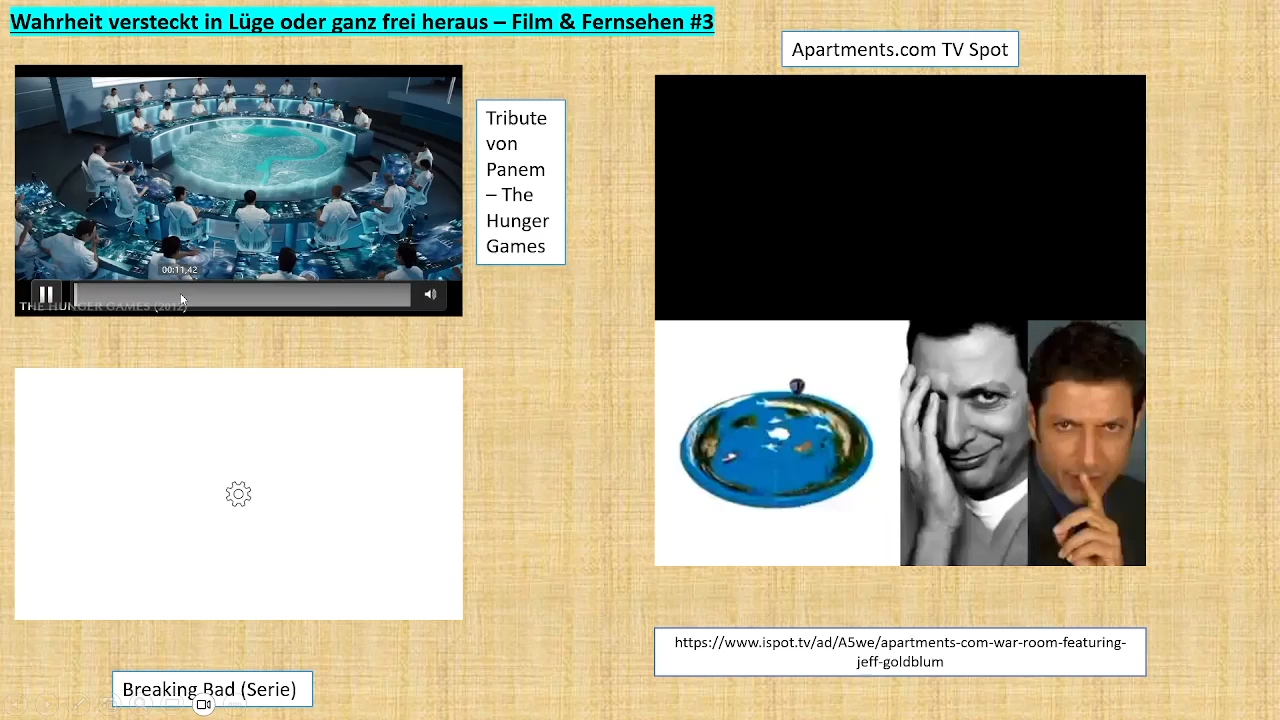 Wahrheit versteckt in Lüge oder ganz frei heraus – Film & Fernsehen #3
Apartments.com TV Spot
Tribute
von
Panem
– The
Hunger
Games
00:11,42
THE HUNGER GAMES (2012)
https://www.ispot.tv/ad/A5we/apartments-com-war-room-featuring-
jeff-goldblum
Breaking Bad (Serie)